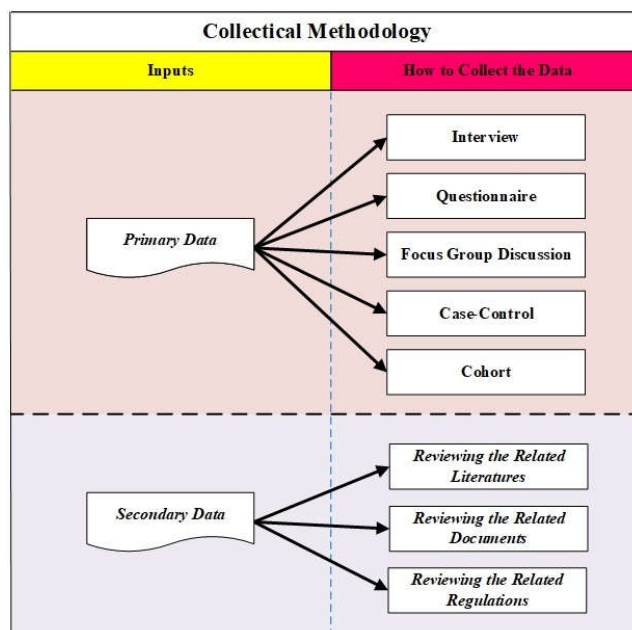 Collectical Methodology
Inputs
How to Collect the Data
Primary Data
Interview
Questionnaire
Focus Group Discussion
Case-Control
Cohort
Secondary Data
Reviewing the Related
Literatures
Reviewing the Related
Documents
Reviewing the Related
Regulations